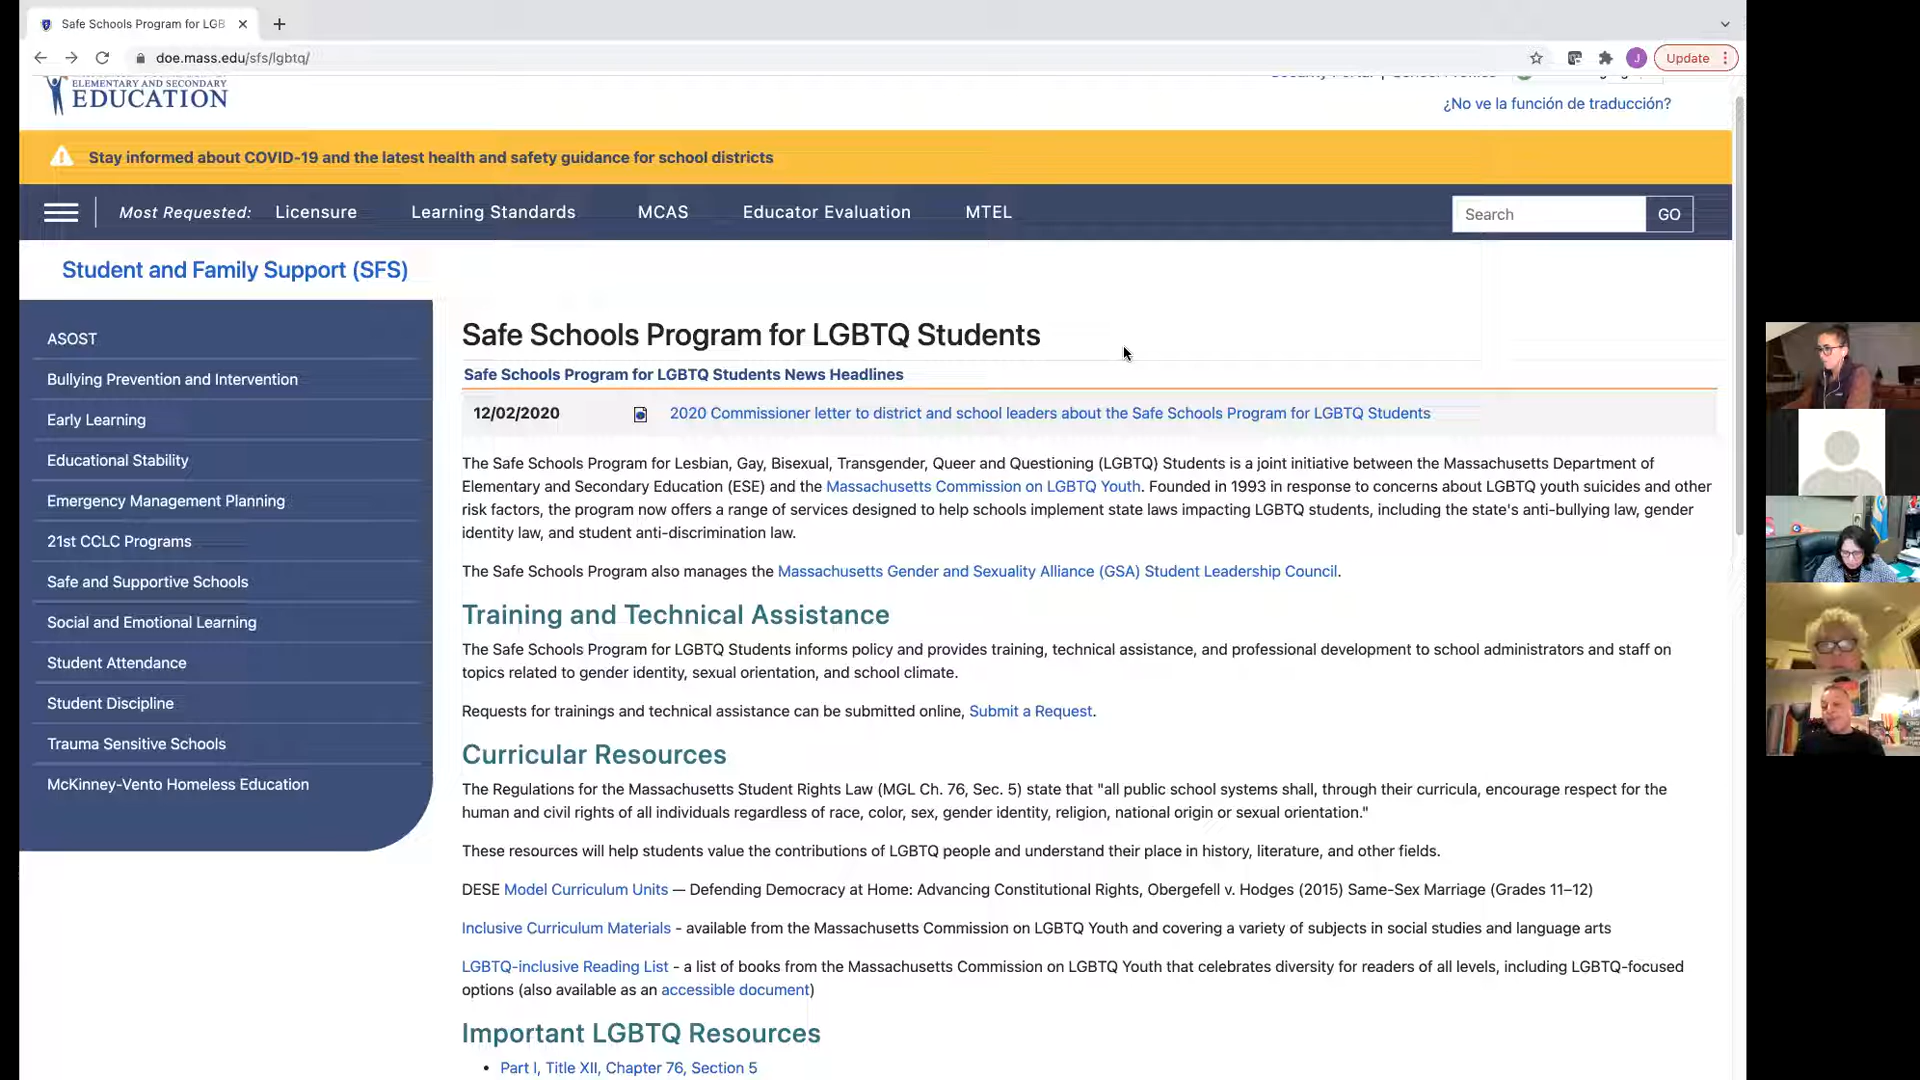 Safe Schools Program for LGB
doe.mass.edu/sfs/lgbtq/
J
Update
ELEMENTARY AND SECONDARY
EDUCATION
¿No ve la función de traducción?
Stay informed about COVID-19 and the latest health and safety guidance for school districts
Most Requested: Licensure Learning Standards MCAS Educator Evaluation MTEL
Search GO
Student and Family Support (SFS)
ASOST
Bullying Prevention and Intervention
Early Learning
Educational Stability
Emergency Management Planning
21st CCLC Programs
Safe and Supportive Schools
Social and Emotional Learning
Student Attendance
Student Discipline
Trauma Sensitive Schools
McKinney-Vento Homeless Education
Safe Schools Program for LGBTQ Students
Safe Schools Program for LGBTQ Students News Headlines
12/02/2020 2020 Commissioner letter to district and school leaders about the Safe Schools Program for LGBTQ Students
The Safe Schools Program for Lesbian, Gay, Bisexual, Transgender, Queer and Questioning (LGBTQ) Students is a joint initiative between the Massachusetts Department of
Elementary and Secondary Education (ESE) and the Massachusetts Commission on LGBTQ Youth. Founded in 1993 in response to concerns about LGBTQ youth suicides and other
risk factors, the program now offers a range of services designed to help schools implement state laws impacting LGBTQ students, including the state's anti-bullying law, gender
identity law, and student anti-discrimination law.
The Safe Schools Program also manages the Massachusetts Gender and Sexuality Alliance (GSA) Student Leadership Council.
Training and Technical Assistance
The Safe Schools Program for LGBTQ Students informs policy and provides training, technical assistance, and professional development to school administrators and staff on
topics related to gender identity, sexual orientation, and school climate.
Requests for trainings and technical assistance can be submitted online, Submit a Request.
Curricular Resources
The Regulations for the Massachusetts Student Rights Law (MGL Ch. 76, Sec. 5) state that "all public school systems shall, through their curricula, encourage respect for the
human and civil rights of all individuals regardless of race, color, sex, gender identity, religion, national origin or sexual orientation."
These resources will help students value the contributions of LGBTQ people and understand their place in history, literature, and other fields.
DESE Model Curriculum Units — Defending Democracy at Home: Advancing Constitutional Rights, Obergefell v. Hodges (2015) Same-Sex Marriage (Grades 11–12)
Inclusive Curriculum Materials - available from the Massachusetts Commission on LGBTQ Youth and covering a variety of subjects in social studies and language arts
LGBTQ-inclusive Reading List - a list of books from the Massachusetts Commission on LGBTQ Youth that celebrates diversity for readers of all levels, including LGBTQ-focused
options (also available as an accessible document)
Important LGBTQ Resources
• Part I, Title XII, Chapter 76, Section 5